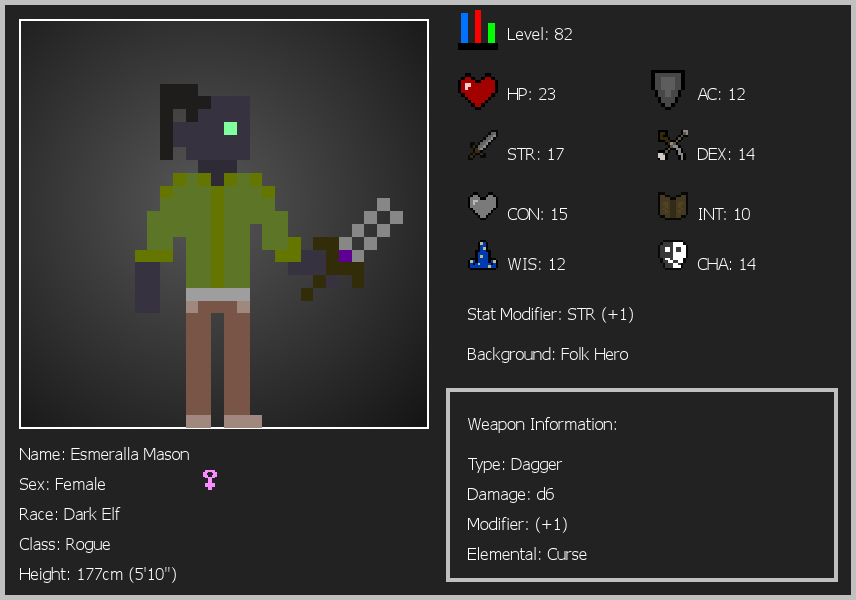 Level: 82
HP: 23
AC: 12
STR: 17
DEX: 14
CON: 15
INT: 10
WIS: 12
CHA: 14
Stat Modifier: STR (+1)
Background: Folk Hero
Weapon Information:
Type: Dagger
Damage: d6
Modifier: (+1)
Elemental: Curse
Name: Esmeralla Mason
Sex: Female
Race: Dark Elf
Class: Rogue
Height: 177cm (5'10")